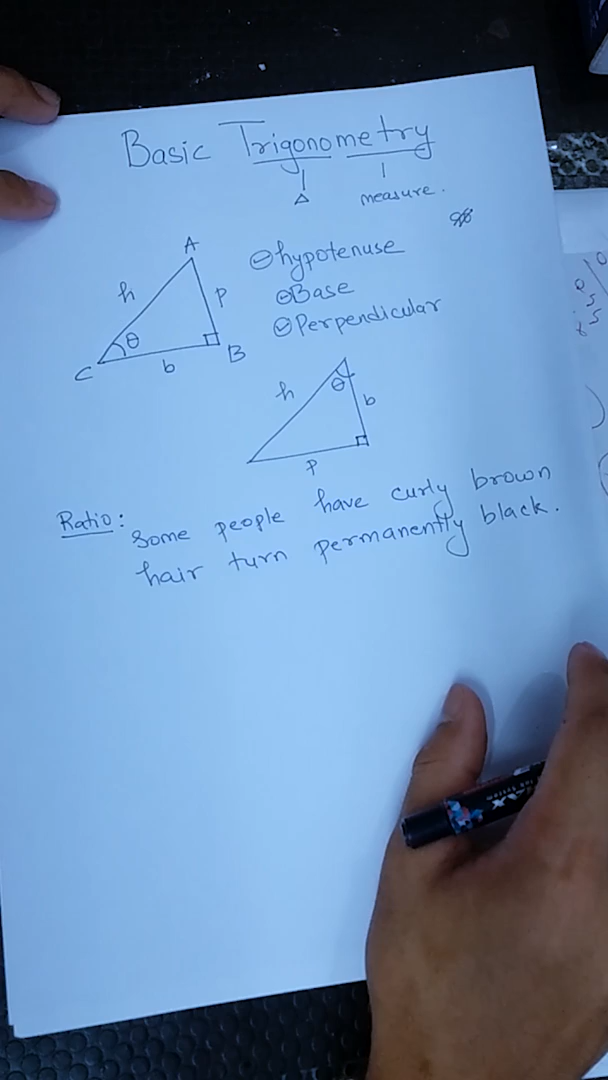 Basic Trigonometry
Δ measure.
A
h p
θ
C b B
hypotenuse
Base
Perpendicular
θ
h b
p
Ratio:
Some people have curly brown
hair turn permanently black.